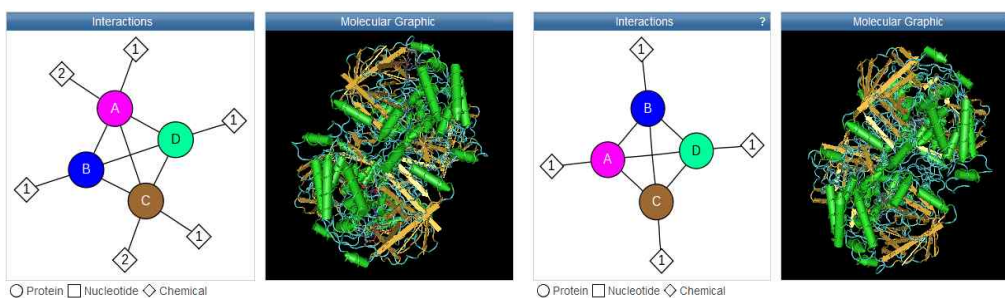 Interactions
Molecular Graphic
1
2
A
D
1
B
1
C
1
2
Protein Nucleotide Chemical
Interactions ?
Molecular Graphic
1
B
D
1
A
1
C
1
Protein Nucleotide Chemical